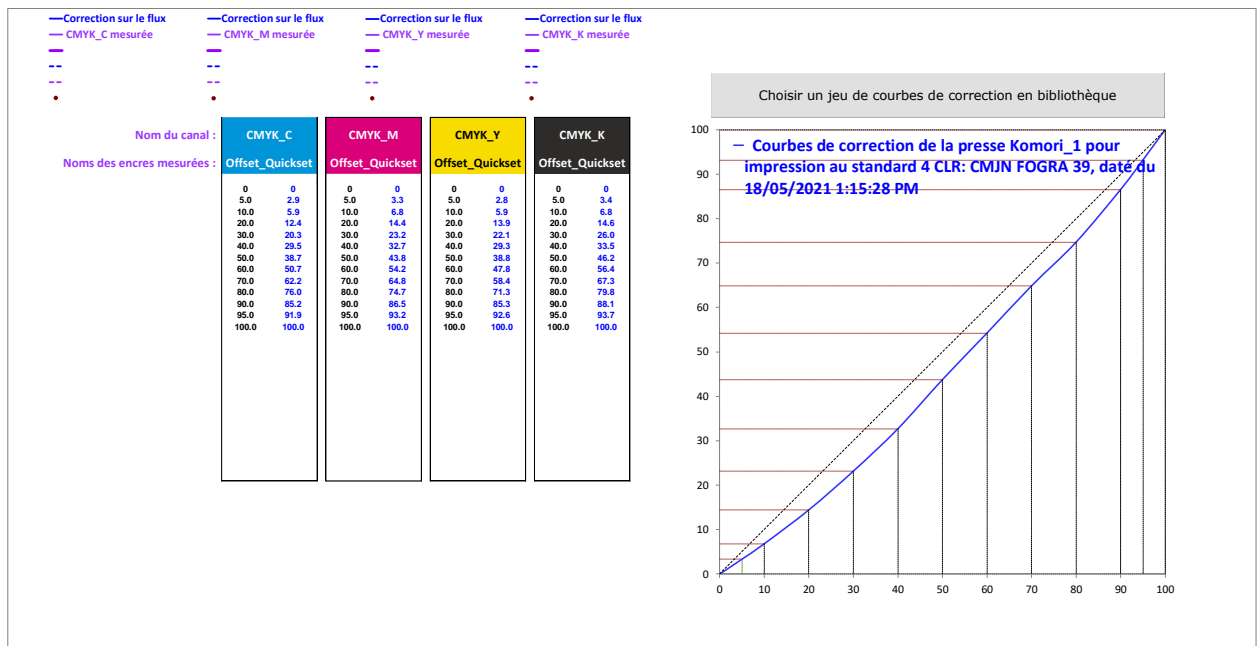 Correction sur le flux Correction sur le flux Correction sur le flux Correction sur le flux
CMYK_C mesurée CMYK_M mesurée CMYK_Y mesurée CMYK_K mesurée
Choisir un jeu de courbes de correction en bibliothèque
Nom du canal : CMYK_C CMYK_M CMYK_Y CMYK_K
Noms des encres mesurées : Offset_Quickset Offset_Quickset Offset_Quickset Offset_Quickset
0 0 0 0 0 0 0 0
5.0 2.9 5.0 3.3 5.0 2.8 5.0 3.4
10.0 5.9 10.0 6.8 10.0 5.9 10.0 6.8
20.0 12.4 20.0 14.4 20.0 13.9 20.0 14.6
30.0 20.3 30.0 23.2 30.0 22.1 30.0 26.0
40.0 29.5 40.0 32.7 40.0 29.3 40.0 33.5
50.0 38.7 50.0 43.8 50.0 38.8 50.0 46.2
60.0 50.7 60.0 54.2 60.0 47.8 60.0 56.4
70.0 62.2 70.0 64.8 70.0 58.4 70.0 67.3
80.0 76.0 80.0 74.7 80.0 71.3 80.0 79.8
90.0 85.2 90.0 86.5 90.0 85.3 90.0 88.1
95.0 91.9 95.0 93.2 95.0 92.6 95.0 93.7
100.0 100.0 100.0 100.0 100.0 100.0 100.0 100.0
Courbes de correction de la presse Komori_1 pour
impression au standard 4 CLR: CMJN FOGRA 39, daté du
18/05/2021 1:15:28 PM
100
90
80
70
60
50
40
30
20
10
0
0 10 20 30 40 50 60 70 80 90 100